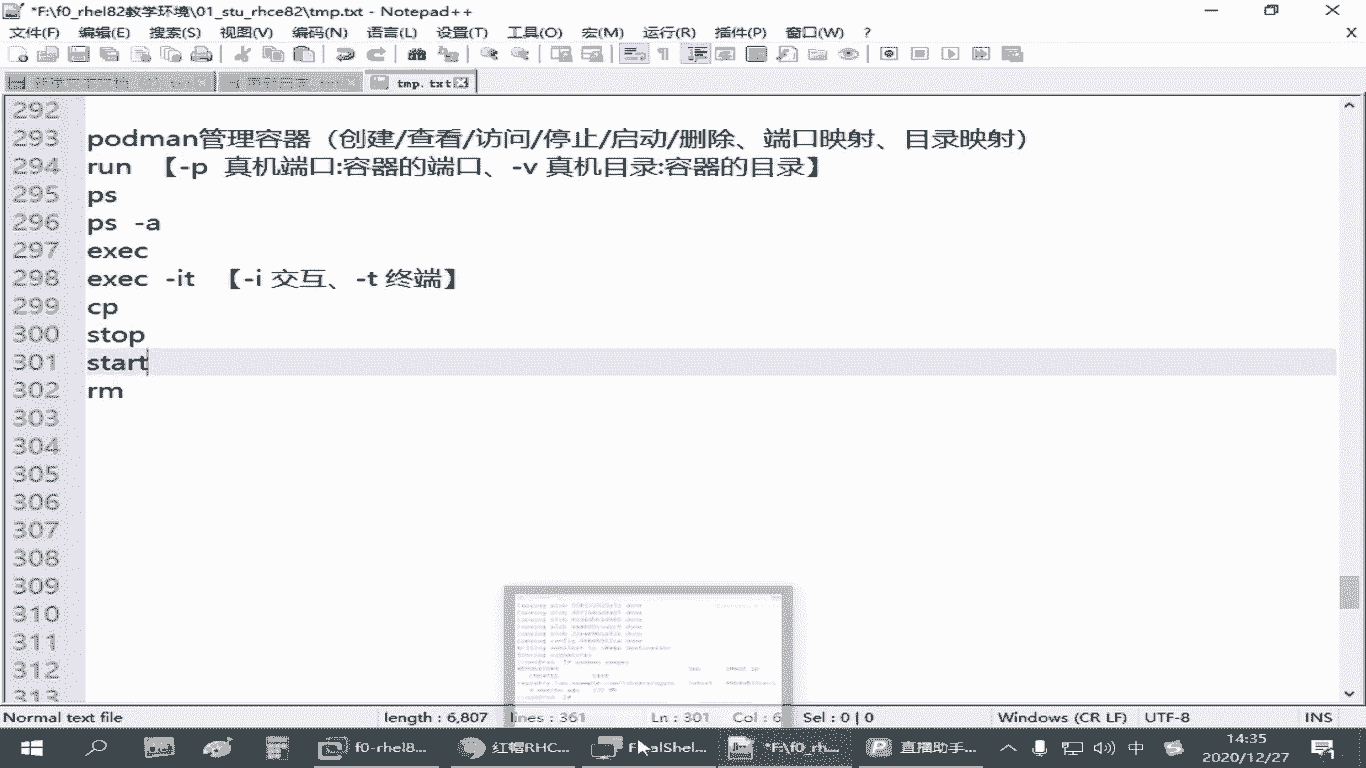 *F:\f0_rhel82教学环境\01_stu_rhce82\tmp.txt - Notepad++
文件(F) 编辑(E) 搜索(S) 视图(V) 编码(N) 语言(L) 设置(T) 工具(O) 宏(M) 运行(R) 插件(P) 窗口(W) ? X
tmp.txt
292
293 podman管理容器（创建/查看/访问/停止/启动/删除、端口映射、目录映射）
294 run 【-p 真机端口:容器的端口、-v 真机目录:容器的目录】
295 ps
296 ps -a
297 exec
298 exec -it 【-i 交互、-t 终端】
299 cp
300 stop
301 start
302 rm
303
304
305
306
307
308
309
310
311
312
313
Normal text file length : 6,807 lines : 361 Ln : 301 Col : 6 Sel : 0 | 0 Windows (CR LF) UTF-8 INS
f0-rhel8... 红帽RHC... *F:\f0_rh... 直播助手... 中 14:35
2020/12/27